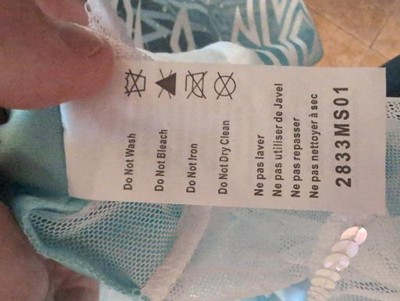 Do Not Wash
Do Not Bleach
Do Not Iron
Do Not Dry Clean
Ne pas laver
Ne pas utiliser de Javel
Ne pas repasser
Ne pas nettoyer à sec
2833MS01